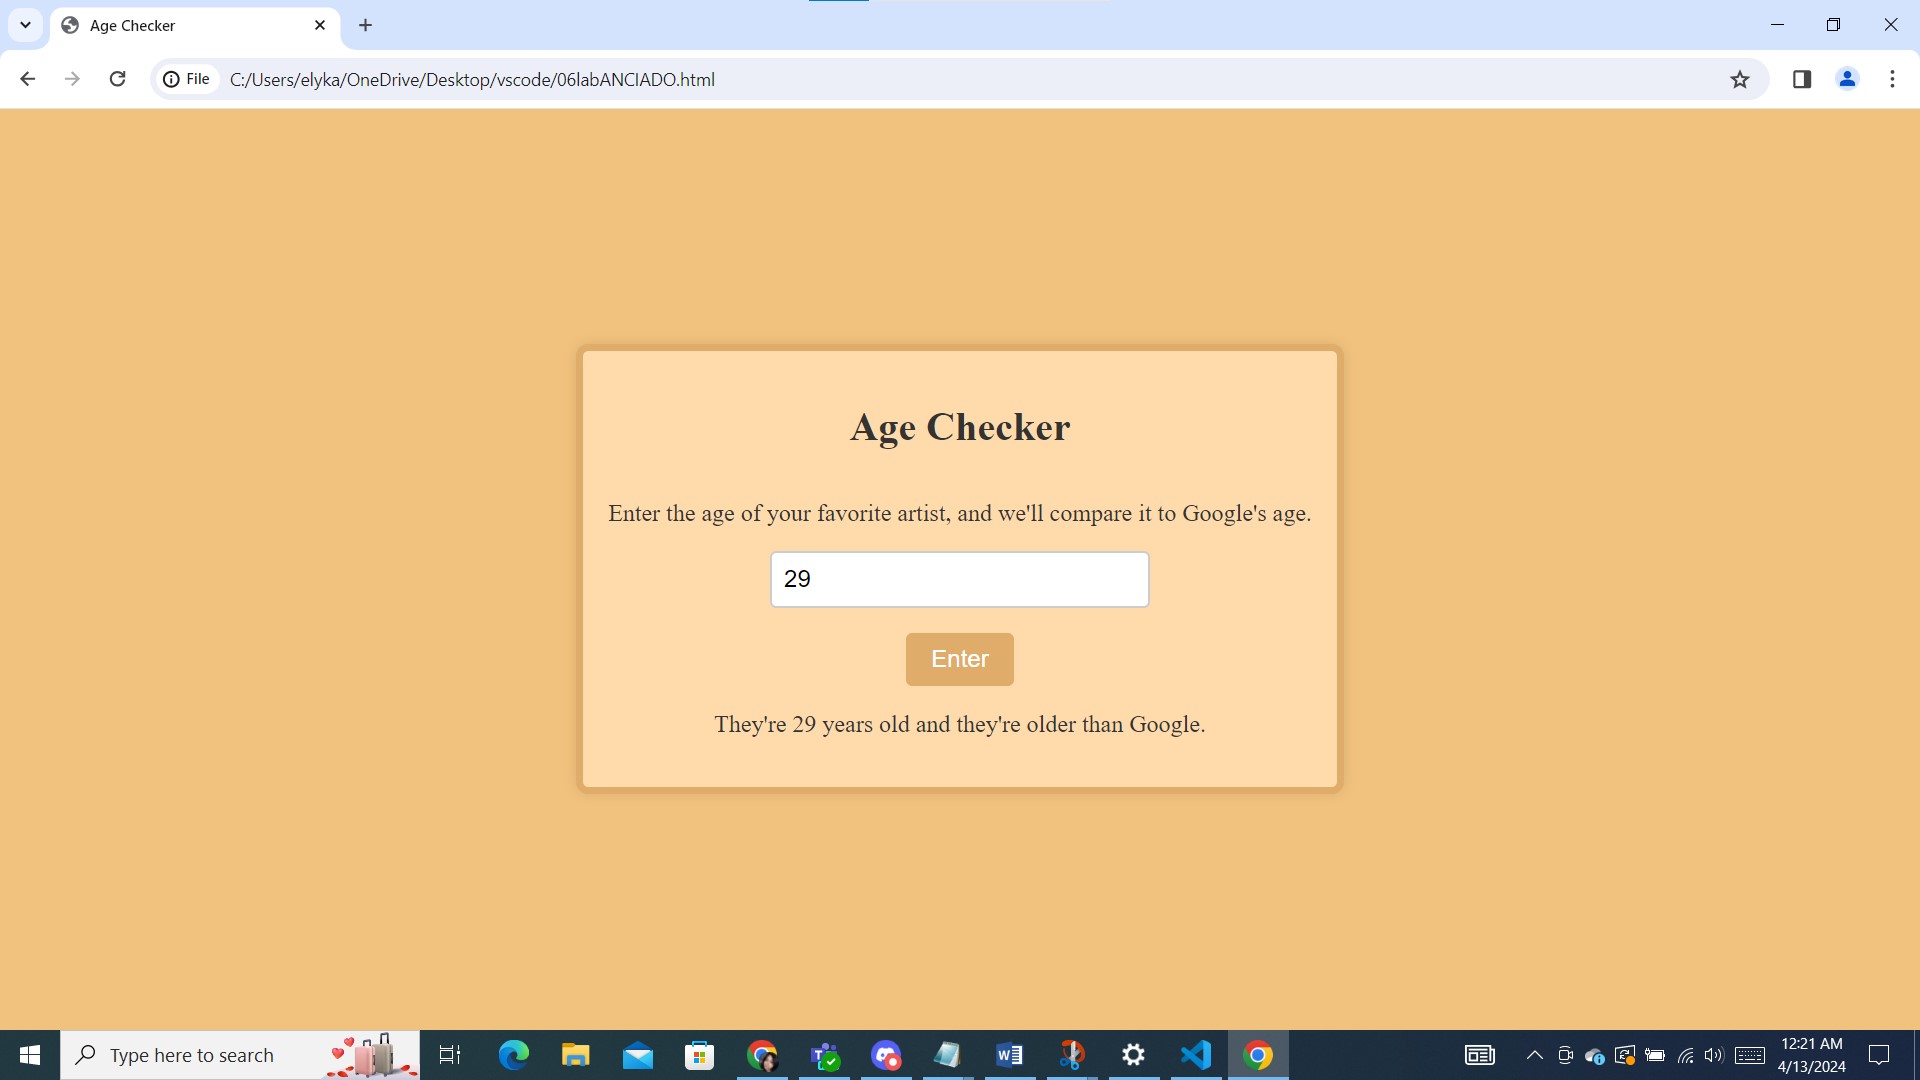 Age Checker
File
C:/Users/elyka/OneDrive/Desktop/vscode/06labANCIADO.html
Age Checker
Enter the age of your favorite artist, and we'll compare it to Google's age.
29
Enter
They're 29 years old and they're older than Google.
Type here to search
12:21 AM
4/13/2024